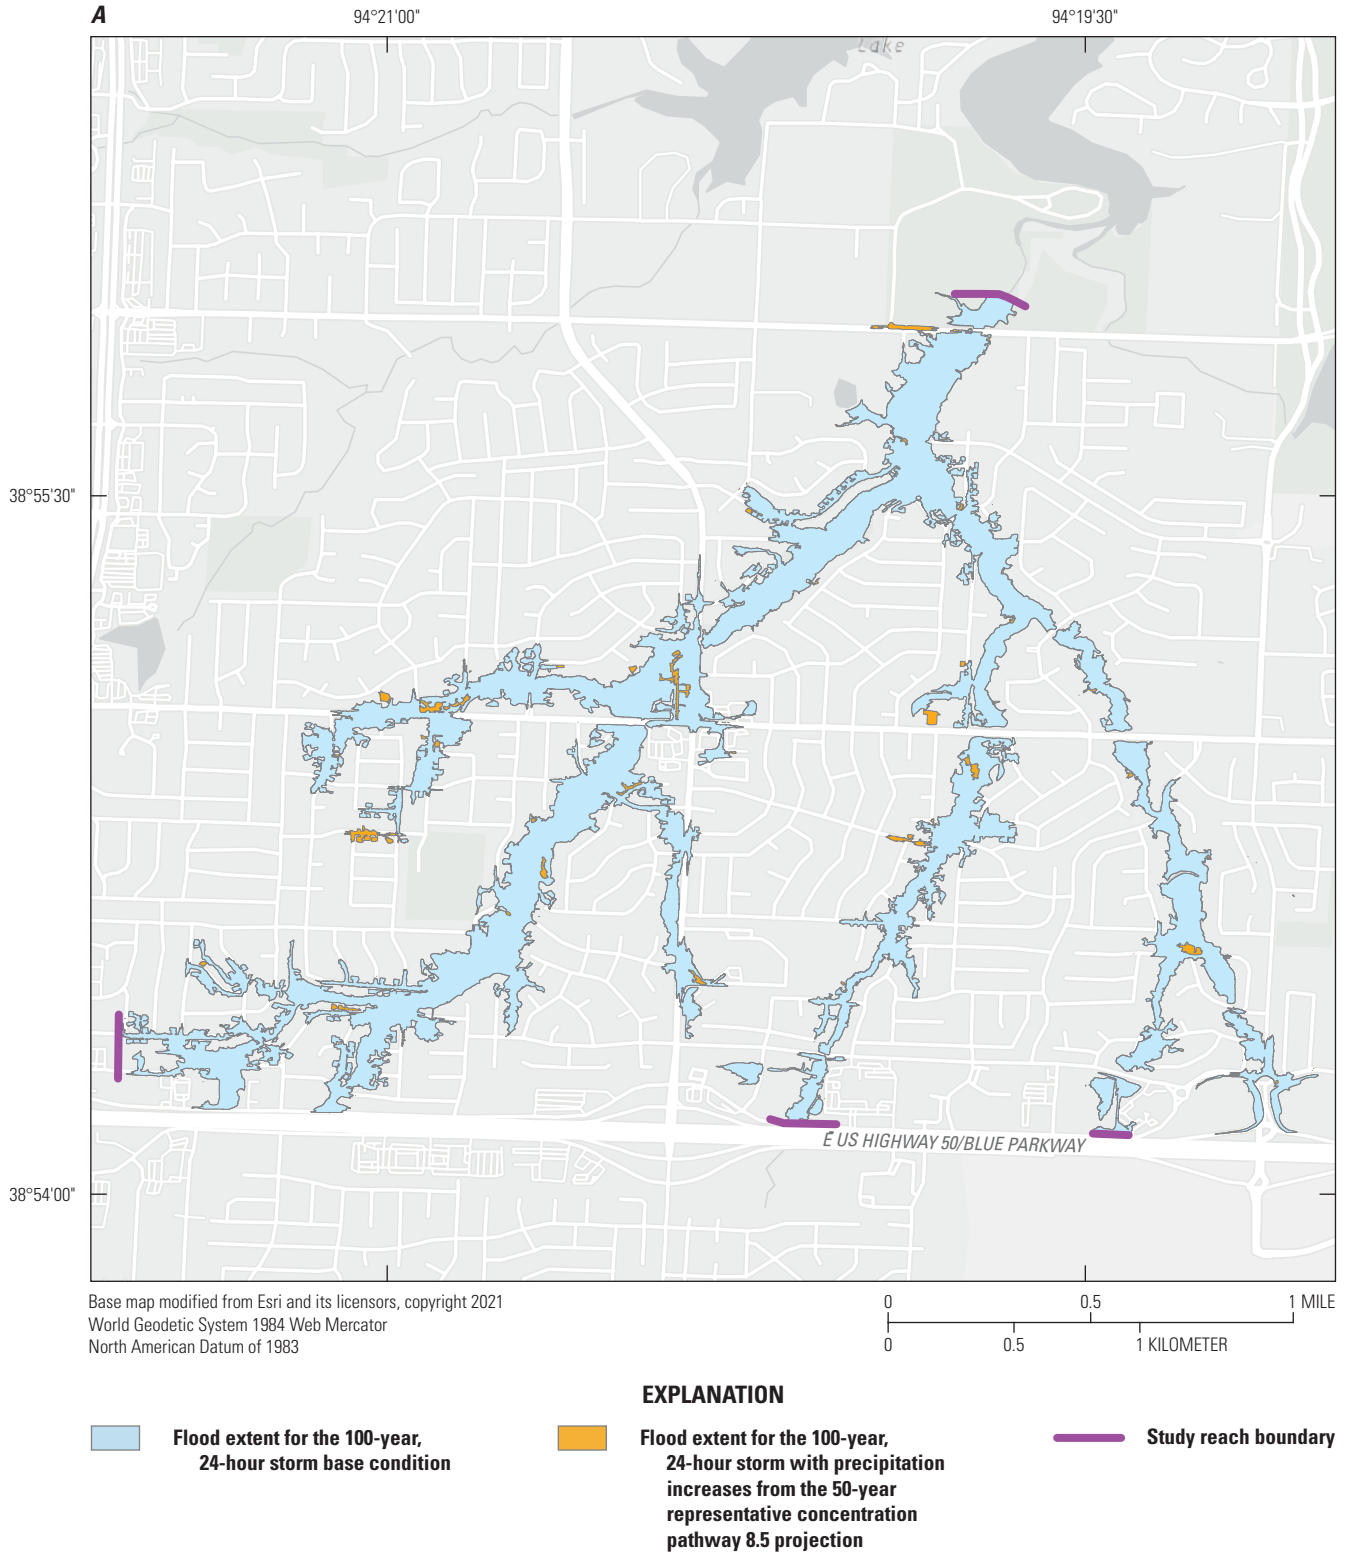 A
94°21'00"
94°19'30"
Lake
38°55'30"
38°54'00"
E US HIGHWAY 50/BLUE PARKWAY
Base map modified from Esri and its licensors, copyright 2021
World Geodetic System 1984 Web Mercator
North American Datum of 1983
0 0.5 1 MILE
0 0.5 1 KILOMETER
EXPLANATION
Flood extent for the 100-year,
24-hour storm base condition
Flood extent for the 100-year,
24-hour storm with precipitation
increases from the 50-year
representative concentration
pathway 8.5 projection
Study reach boundary